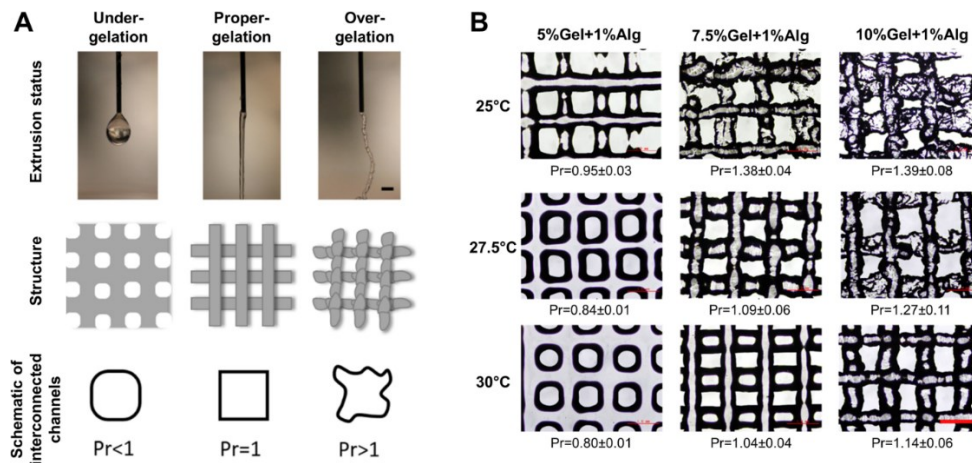 A
Under-
gelation
Proper-
gelation
Over-
gelation
Extrusion status
Structure
Schematic of
interconnected
channels
Pr<1
Pr=1
Pr>1
B
5%Gel+1%Alg
7.5%Gel+1%Alg
10%Gel+1%Alg
25°C
Pr=0.95±0.03
Pr=1.38±0.04
Pr=1.39±0.08
27.5°C
Pr=0.84±0.01
Pr=1.09±0.06
Pr=1.27±0.11
30°C
Pr=0.80±0.01
Pr=1.04±0.04
Pr=1.14±0.06